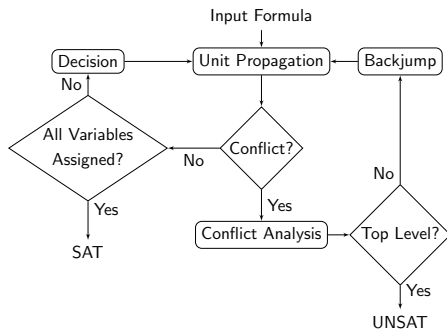 Input Formula
Decision
Unit Propagation
Backjump
No
All Variables
Assigned?
Conflict?
No
No
Yes
Yes
Conflict Analysis
Top Level?
SAT
Yes
UNSAT